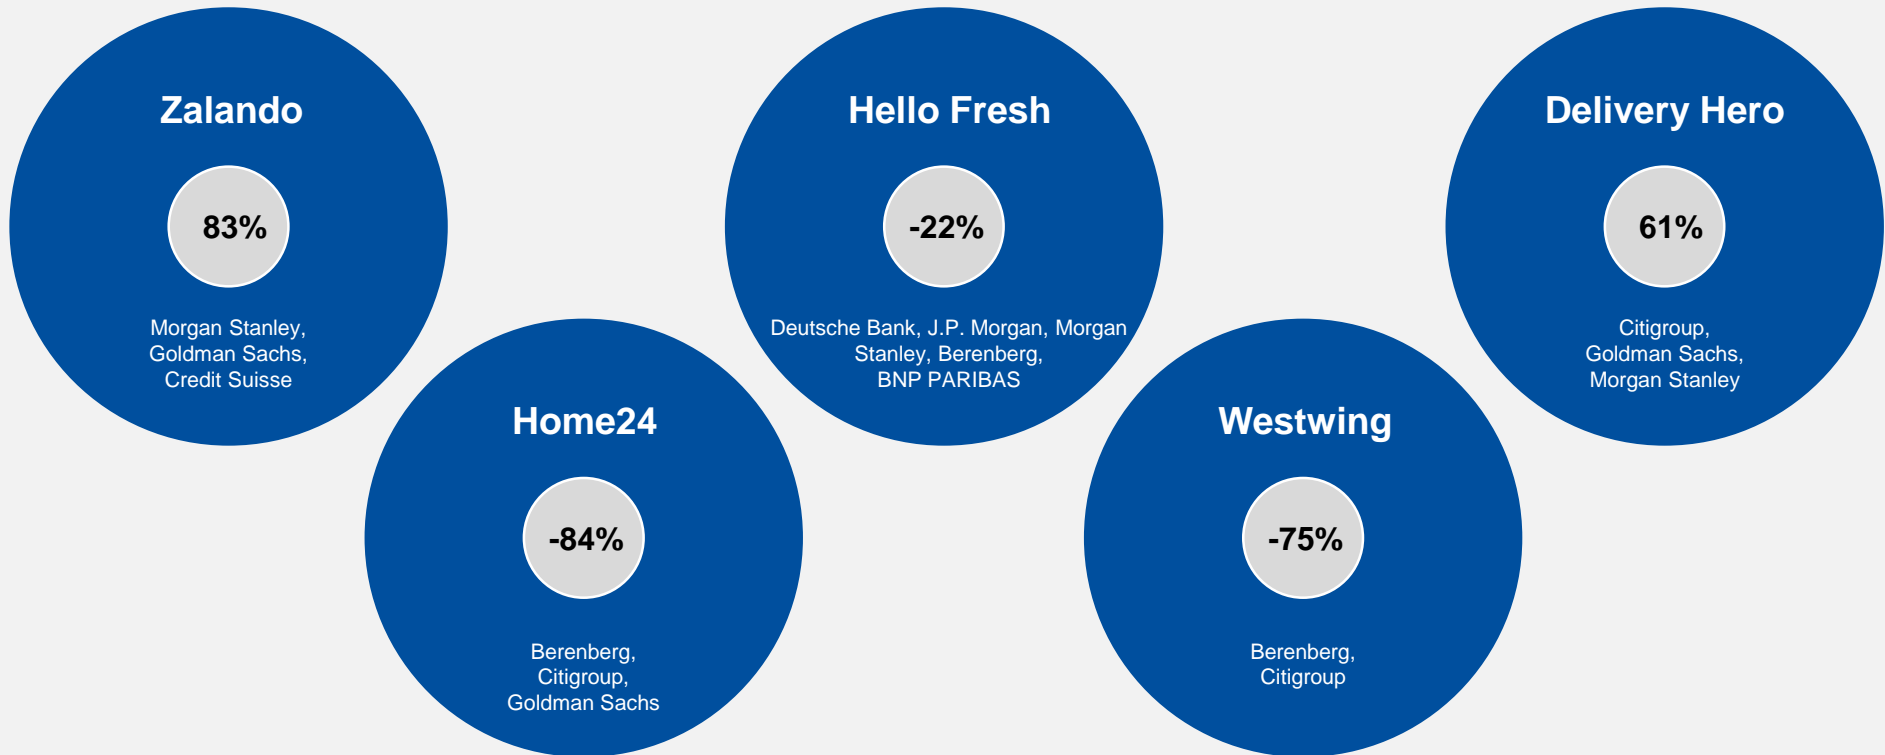 Zalando
83%
Morgan Stanley,
Goldman Sachs,
Credit Suisse
Home24
-84%
Berenberg,
Citigroup,
Goldman Sachs
Hello Fresh
-22%
Deutsche Bank, J.P. Morgan, Morgan
Stanley, Berenberg,
BNP PARIBAS
Westwing
-75%
Berenberg,
Citigroup
Delivery Hero
61%
Citigroup,
Goldman Sachs,
Morgan Stanley